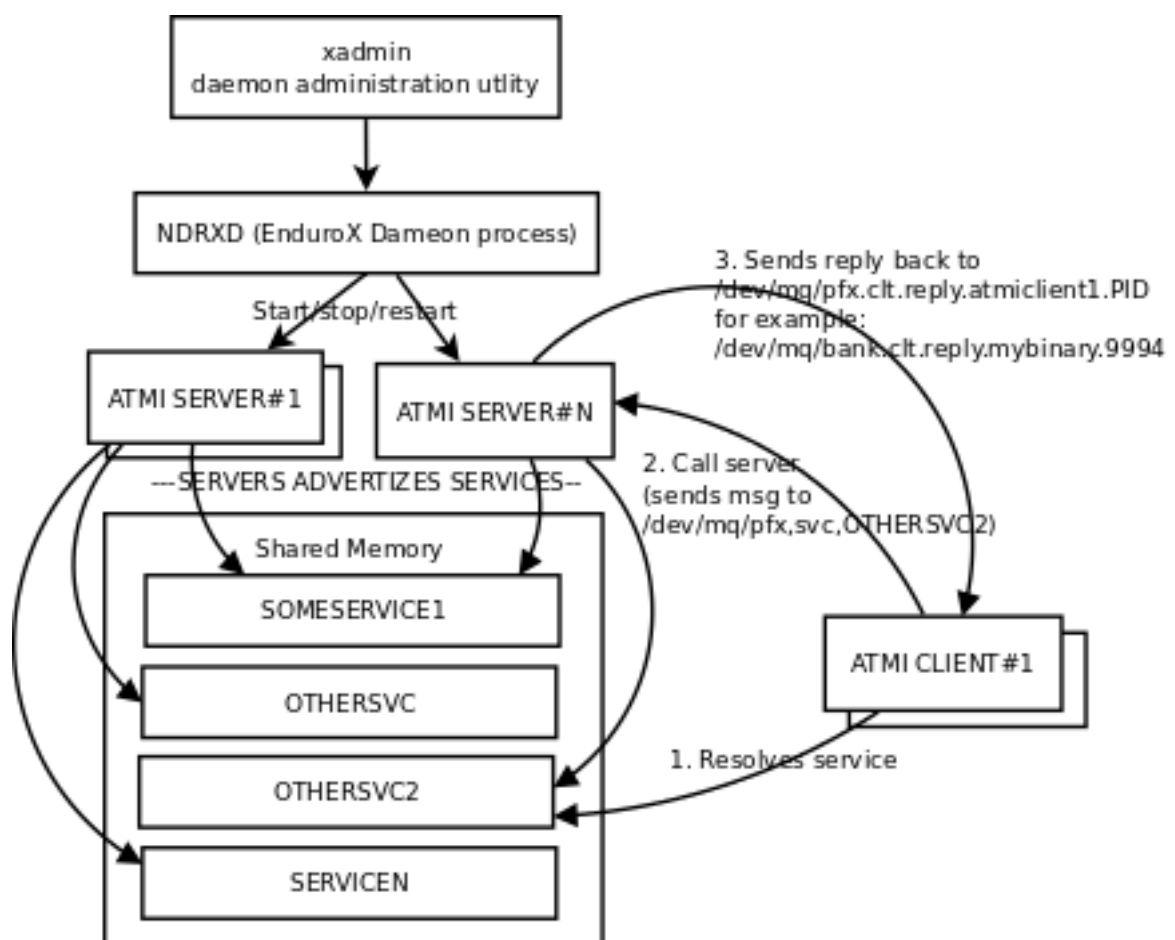 xadmin
daemon administration utlity
NDRXD (EnduroX Dameon process)
Start/stop/restart
3. Sends reply back to
/dev/mq/pfx.clt.reply.atmiclient1.PID
for example:
/dev/mq/bank.clt.reply.mybinary.9994
ATMI SERVER#1
ATMI SERVER#N
2. Call server
(sends msg to
/dev/mq/pfx,svc,OTHERSVC2)
---SERVERS ADVERTIZES SERVICES--
Shared Memory
SOMESERVICE1
OTHERSVC
OTHERSVC2
SERVICEN
ATMI CLIENT#1
1. Resolves service